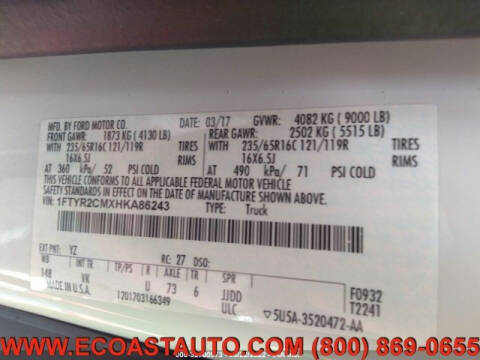 MFD. BY FORD MOTOR CO. 03/17 GVWR: 4082 KG ( 9000 LB)
FRONT GAWR: 1873 KG ( 4130 LB) REAR GAWR: 2502 KG ( 5515 LB)
WITH 235/65R16C 121/119R TIRES WITH 235/65R16C 121/119R TIRES
16X6.5J RIMS 16X6.5J RIMS
AT 360 kPa/ 52 PSI COLD AT 490 kPa/ 71 PSI COLD
THIS VEHICLE CONFORMS TO ALL APPLICABLE FEDERAL MOTOR VEHICLE
SAFETY STANDARDS IN EFFECT ON THE DATE OF MANUFACTURE SHOWN ABOVE.
VIN: 1FTYR2CMXHKA86243 TYPE: Truck
EXT PNT: YZ RC: 27 DSO:
WB INT TR TP/PS R AXLE TR SPR
148 VK U 73 6 JJDD F0932
MADE IN U.S.A. ULC T2241
1201703166349 5U5A-3520472-AA
WWW.ECOASTAUTO.COM - (800) 869-0655